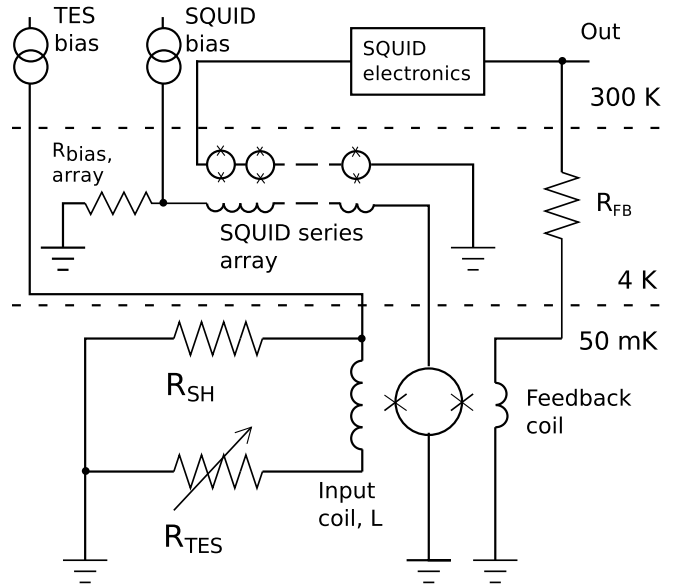 TES
bias
SQUID
bias
SQUID
electronics
Out
300 K
Rbias,
array
SQUID series
array
RFB
4 K
50 mK
RSH
Feedback
coil
Input
coil, L
RTES